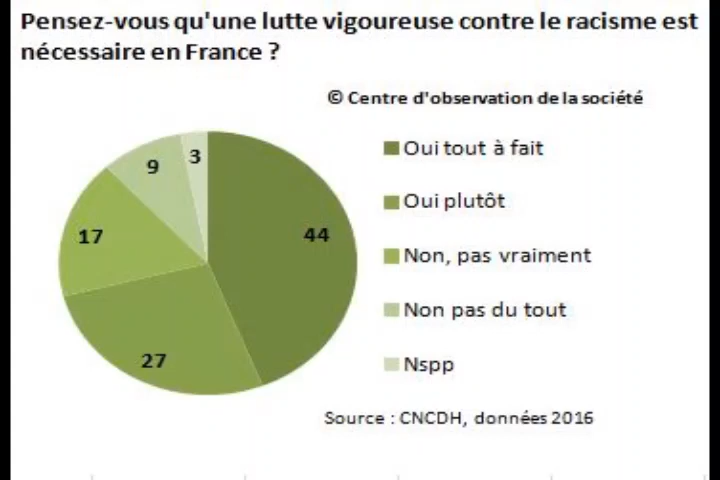 Pensez-vous qu'une lutte vigoureuse contre le racisme est
nécessaire en France ?
© Centre d'observation de la société
3
9
Oui tout à fait
Oui plutôt
17
44
Non, pas vraiment
Non pas du tout
27
Nspp
Source : CNCDH, données 2016